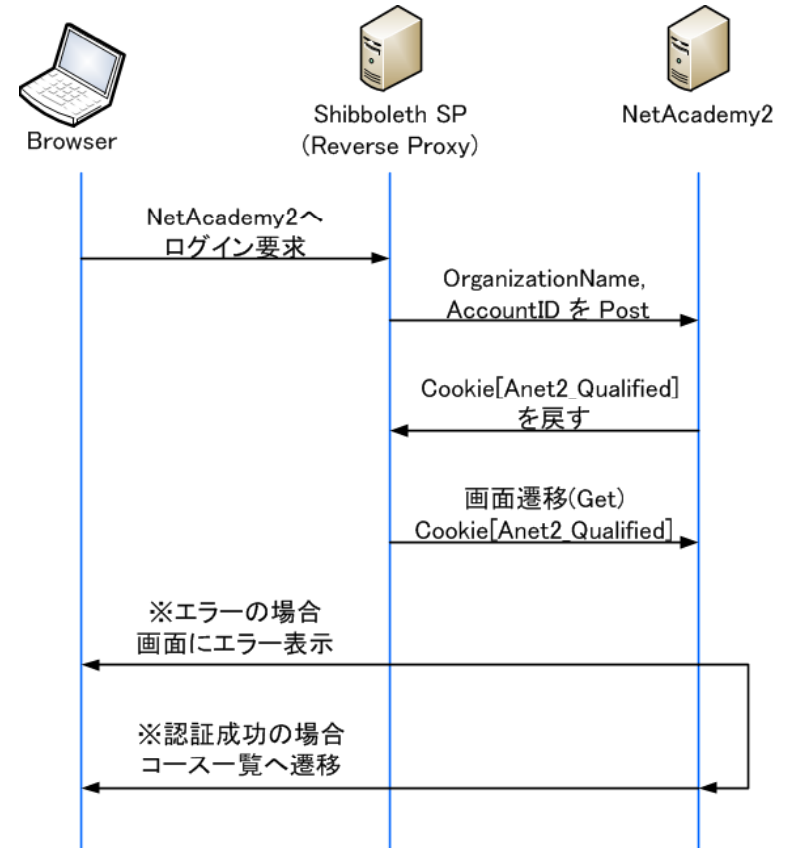 Browser
Shibboleth SP
(Reverse Proxy)
NetAcademy2
NetAcademy2へ
ログイン要求
OrganizationName,
AccountID を Post
Cookie[Anet2_Qualified]
を戻す
画面遷移(Get)
Cookie[Anet2_Qualified]
※エラーの場合
画面にエラー表示
※認証成功の場合
コース一覧へ遷移